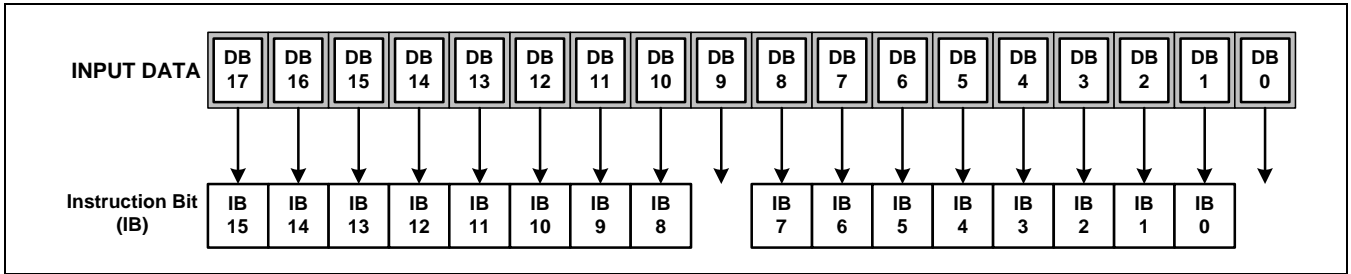 INPUT DATA
DB 17 DB 16 DB 15 DB 14 DB 13 DB 12 DB 11 DB 10 DB 9 DB 8 DB 7 DB 6 DB 5 DB 4 DB 3 DB 2 DB 1 DB 0
Instruction Bit
(IB)
IB 15 IB 14 IB 13 IB 12 IB 11 IB 10 IB 9 IB 8 IB 7 IB 6 IB 5 IB 4 IB 3 IB 2 IB 1 IB 0